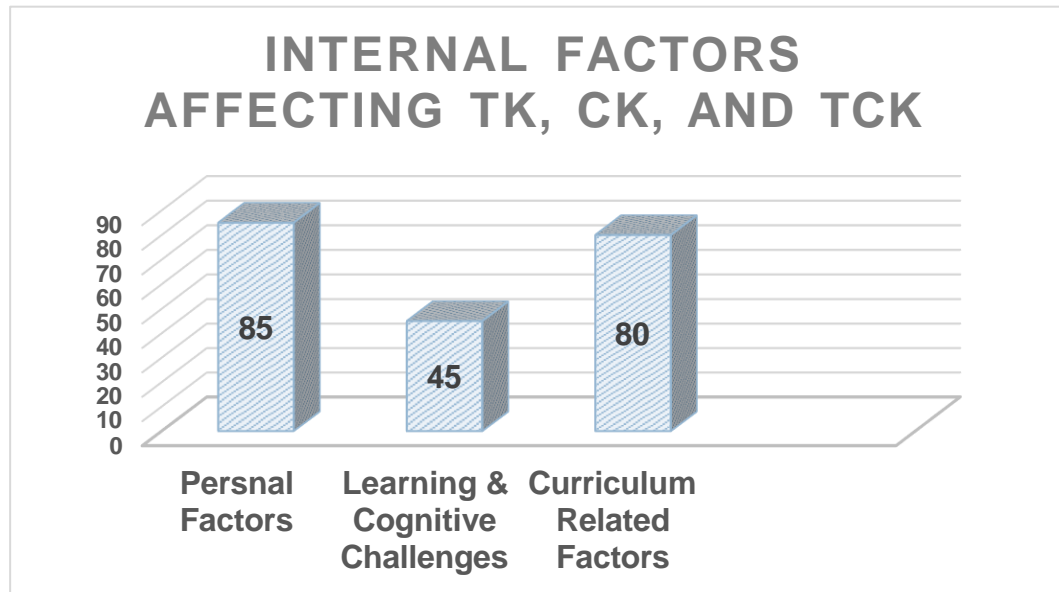 INTERNAL FACTORS
AFFECTING TK, CK, AND TCK
90
80
70
60
50
40
30
20
10
0
85
45
80
Persnal
Factors
Learning &
Cognitive
Challenges
Curriculum
Related
Factors